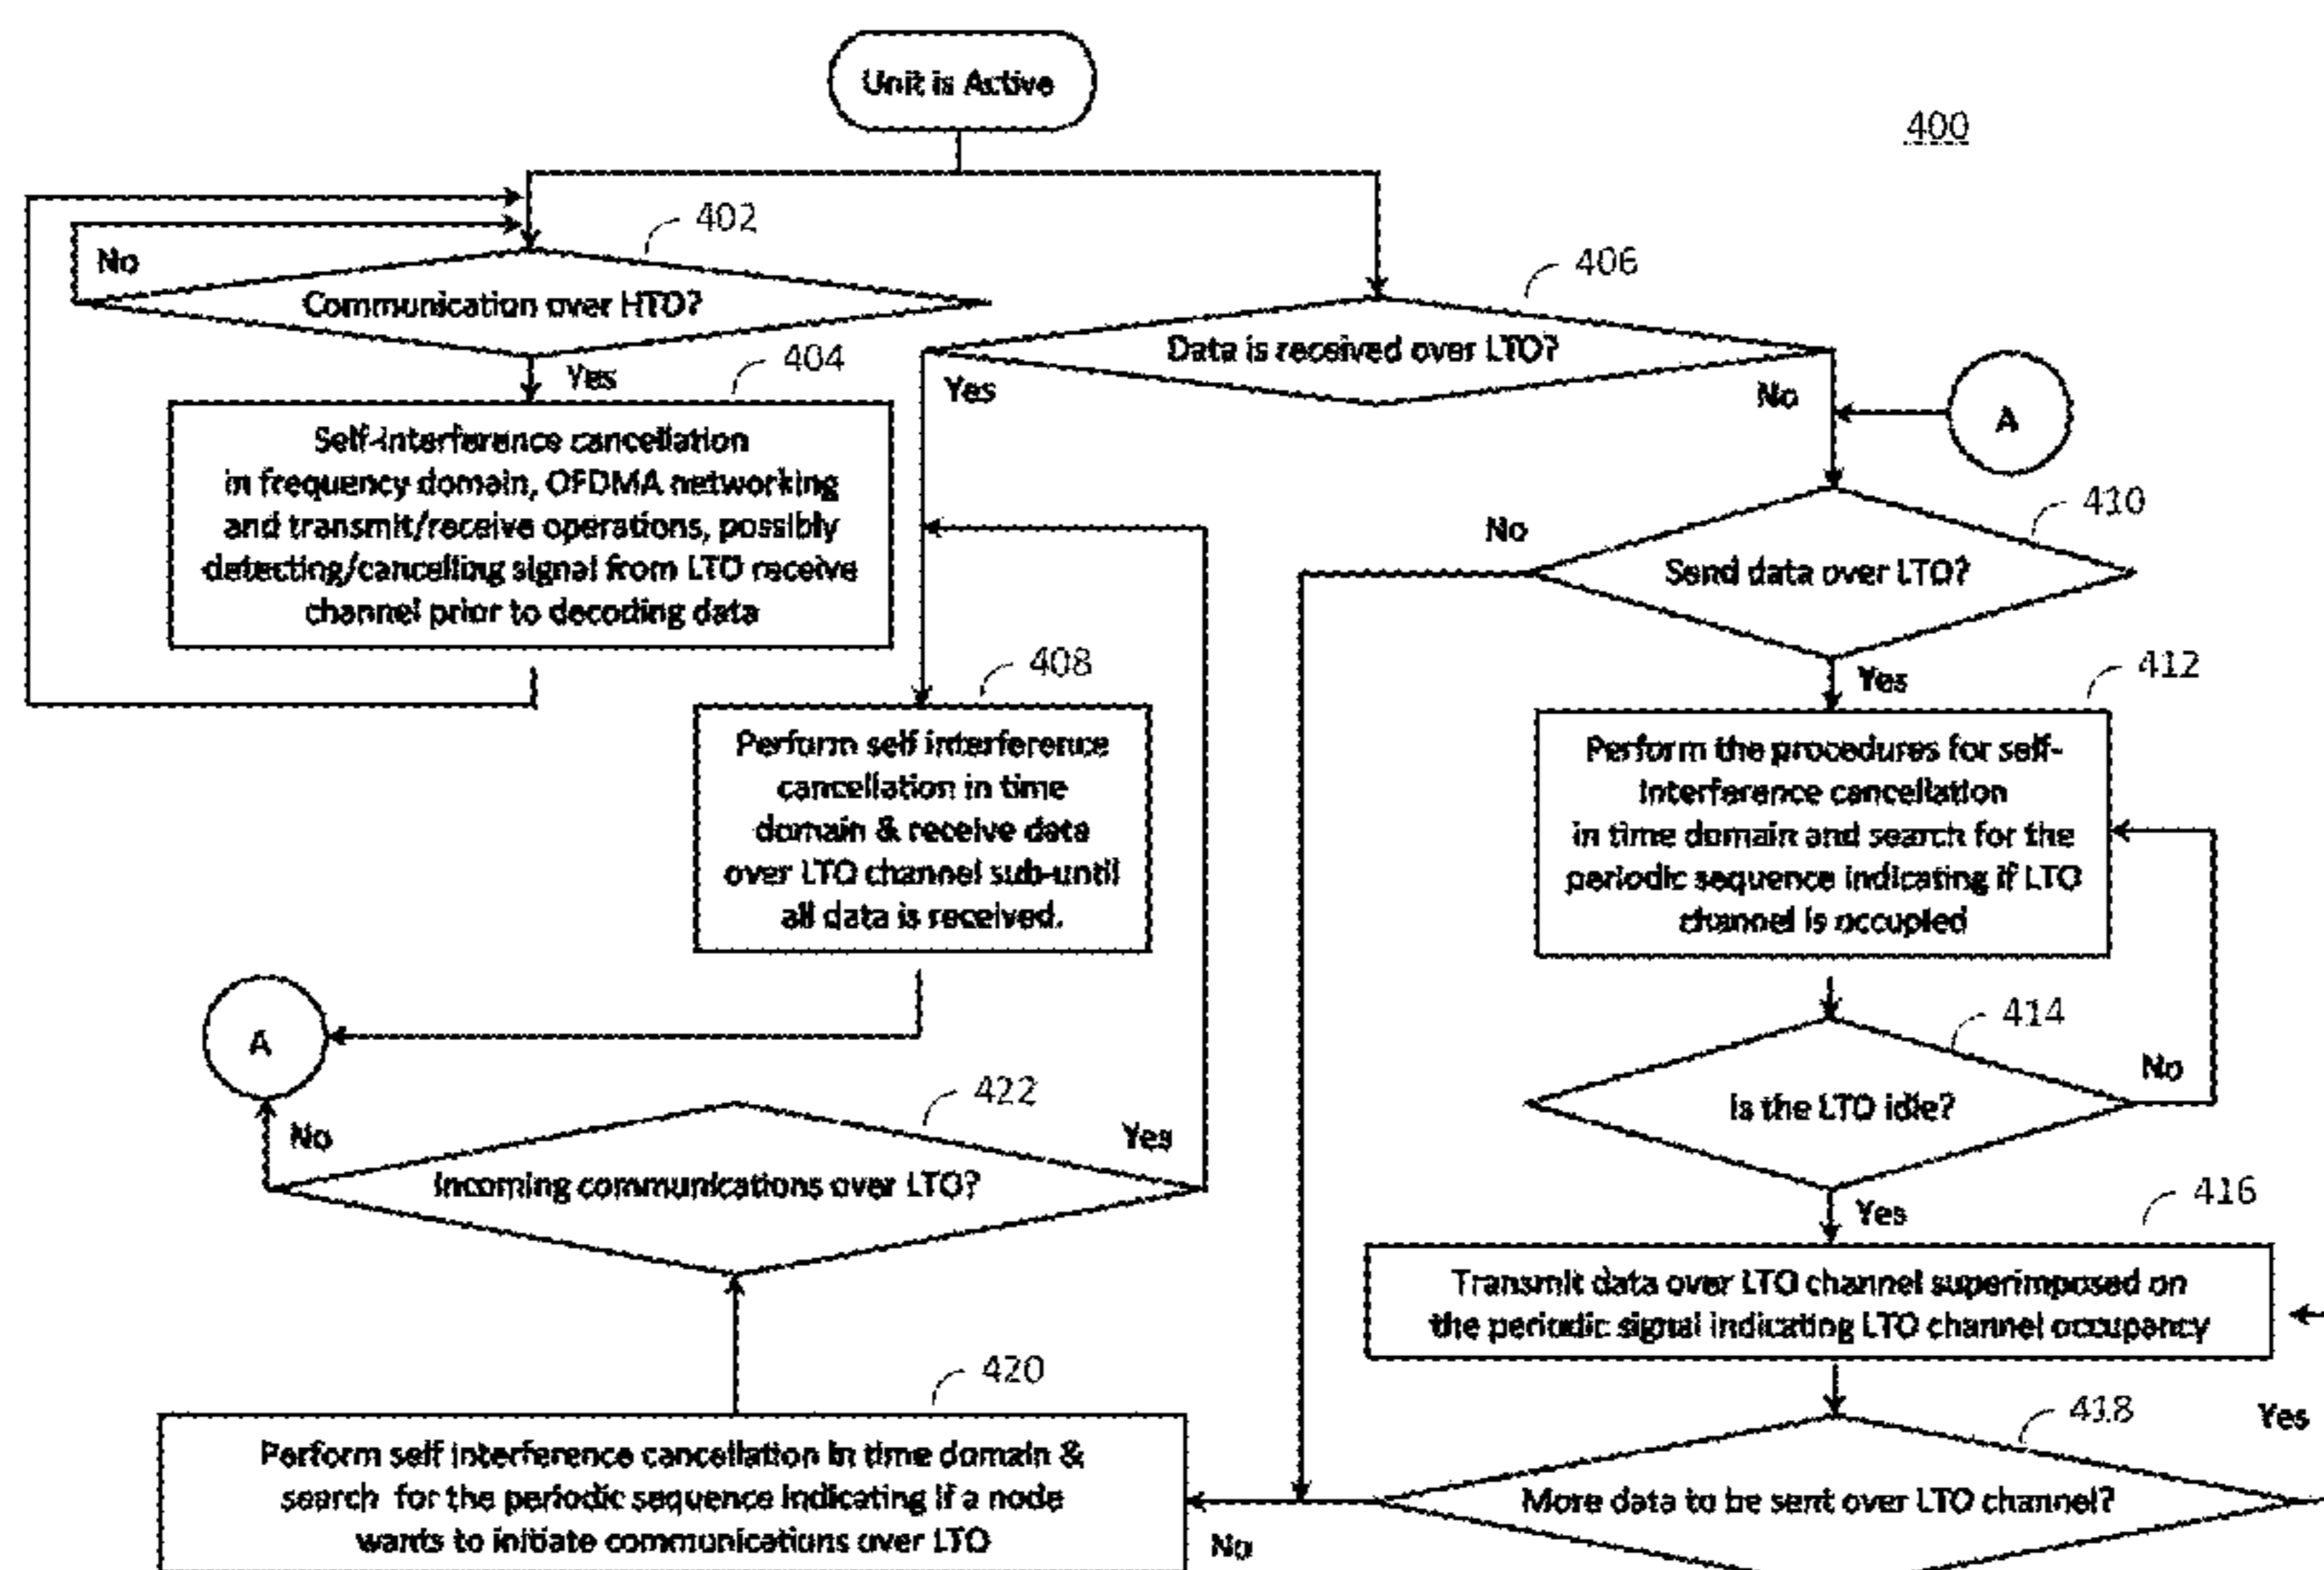 Unit is Active
400
402
No
Communication over HTO?
Yes
404
Self-interference cancellation
in frequency domain, OFDMA networking
and transmit/receive operations, possibly
detecting/cancelling signal from LTO receive
channel prior to decoding data
406
Data is received over LTO?
Yes
No
A
410
No
Send data over LTO?
Yes
408
Perform self interference
cancellation in time
domain & receive data
over LTO channel sub-until
all data is received.
412
Perform the procedures for self-
interference cancellation
in time domain and search for the
periodic sequence indicating if LTO
channel is occupied
A
414
No
Is the LTO idle?
Yes
422
No
Yes
Incoming communications over LTO?
416
Transmit data over LTO channel superimposed on
the periodic signal indicating LTO channel occupancy
420
Perform self interference cancellation in time domain &
search for the periodic sequence indicating if a node
wants to initiate communications over LTO
418
Yes
More data to be sent over LTO channel?
No